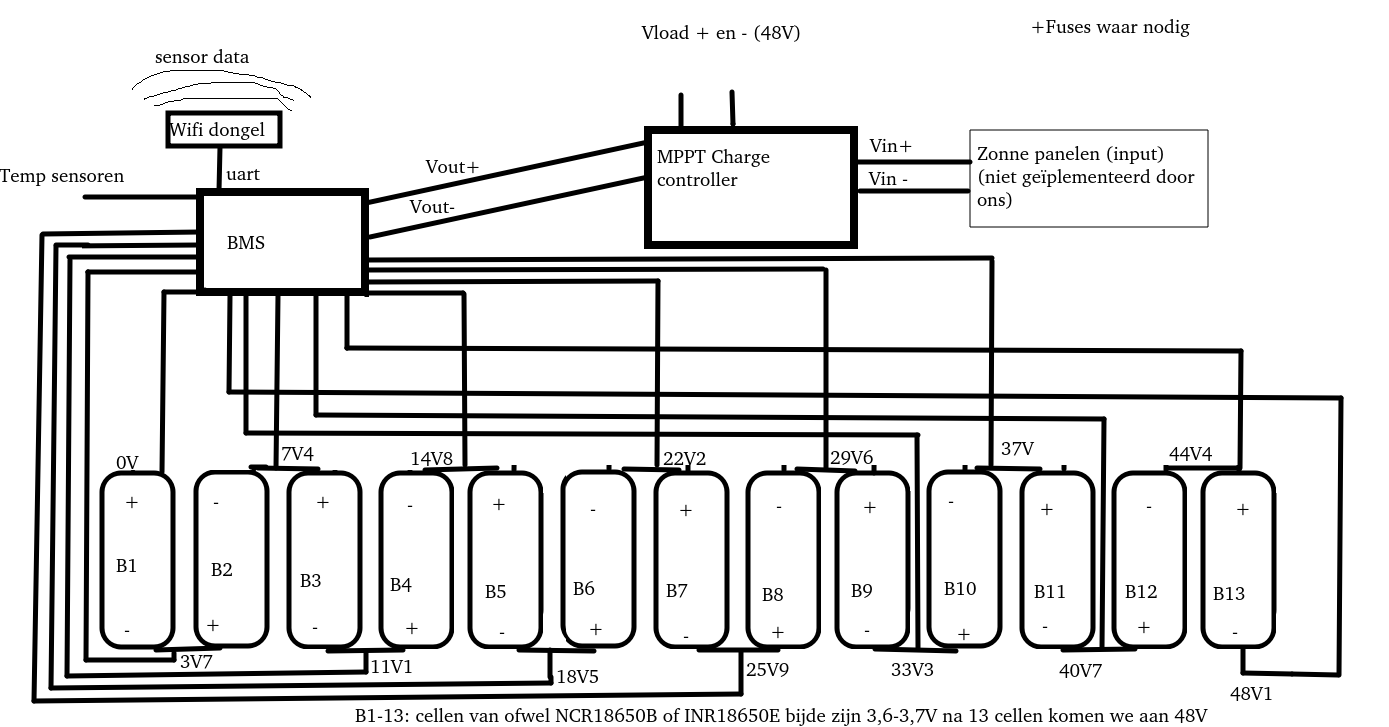 +Fuses waar nodig
Vload + en - (48V)
sensor data
Wifi dongel
uart
Temp sensoren
BMS
Vout+
Vout-
MPPT Charge
controller
Vin+
Vin -
Zonne panelen (input)
(niet geïplementeerd door
ons)
0V
7V4
14V8
22V2
29V6
37V
44V4
+ - + - + - + - + - + - +
B1 B2 B3 B4 B5 B6 B7 B8 B9 B10 B11 B12 B13
- + - + - + - + - + - + -
3V7
11V1
18V5
25V9
33V3
40V7
48V1
B1-13: cellen van ofwel NCR18650B of INR18650E bijde zijn 3,6-3,7V na 13 cellen komen we aan 48V